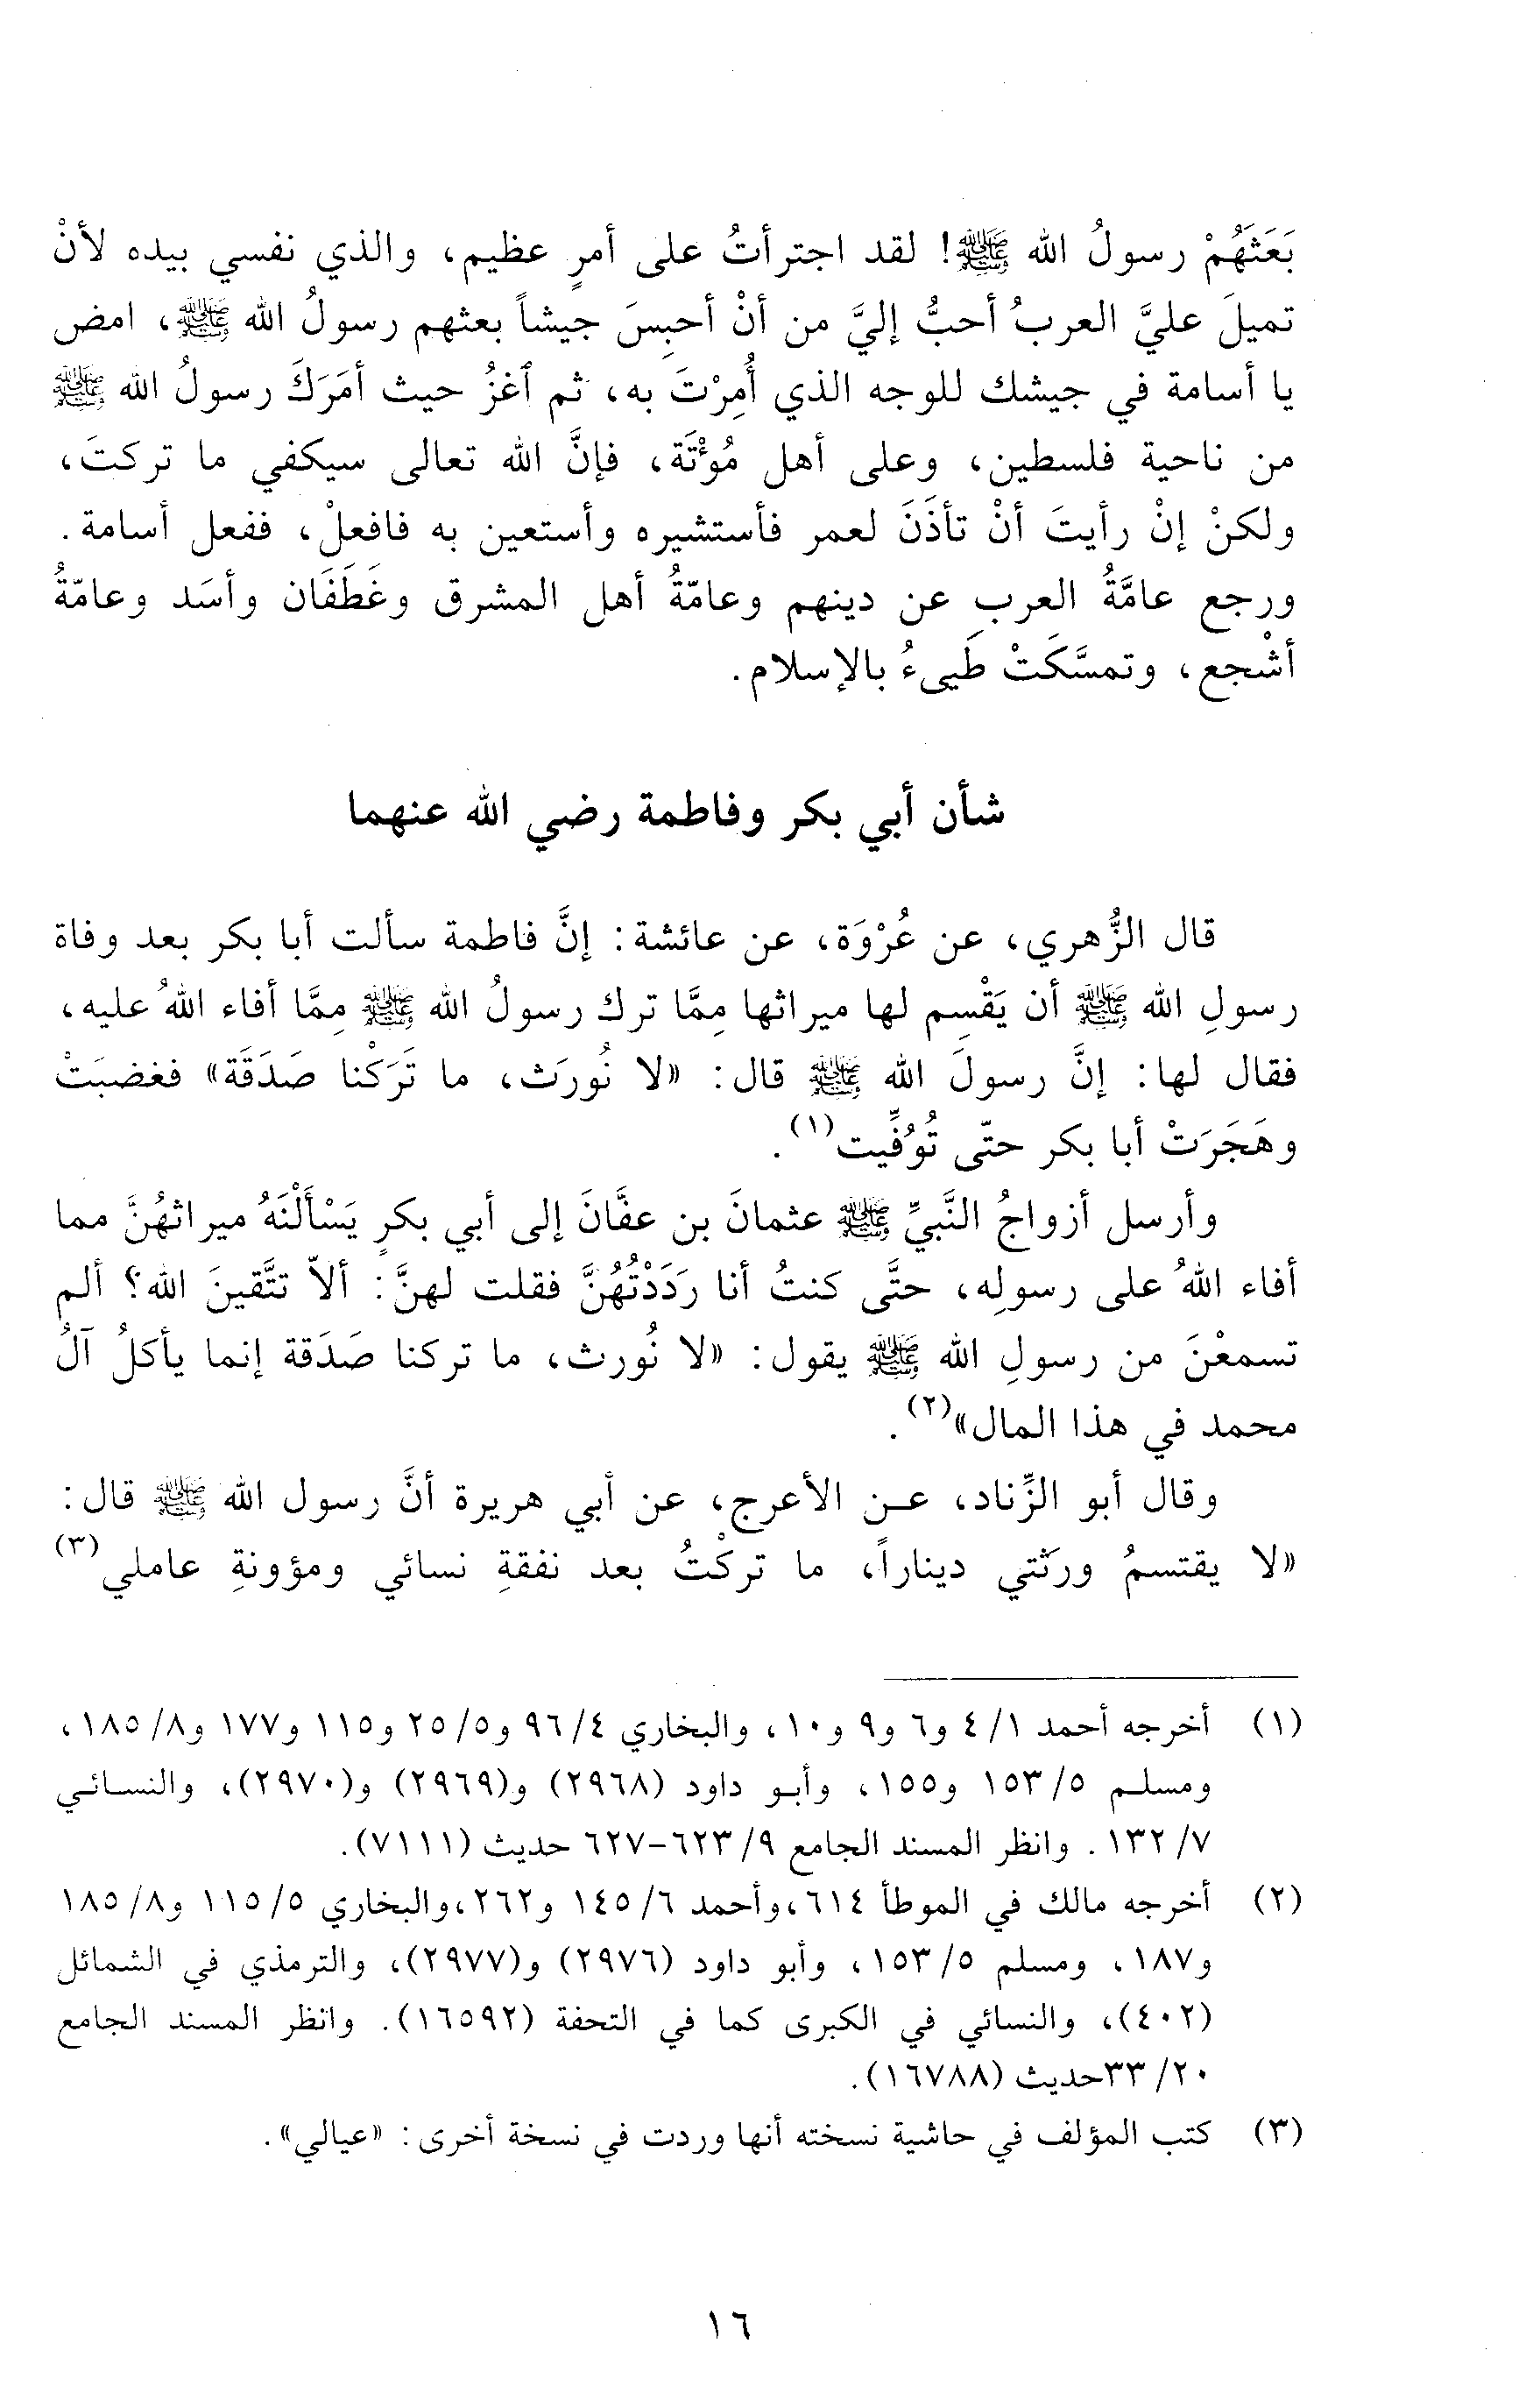 بَعَثَهُمْ رسولُ الله ﷺ! لقد اجترأتُ على أمرٍ عظيم، والذي نفسي بيده لأنْ
تميلَ عليَّ العربُ أحبُّ إليَّ من أنْ أحبِسَ جيشاً بعثهم رسولُ الله ﷺ، امض
يا أسامة في جيشك للوجه الذي أُمِرْتَ به، ثم ٱغزُ حيث أمَرَكَ رسولُ الله ﷺ
من ناحية فلسطين، وعلى أهل مُؤْتَة، فإنَّ الله تعالى سيكفي ما تركتَ،
ولكنْ إنْ رأيتَ أنْ تأذَنَ لعمر فأستشيره وأستعين به فافعلْ، ففعل أسامة.
ورجع عامَّةُ العربِ عن دينهم وعامّةُ أهل المشرق وغَطَفَان وأسَد وعامّةُ
أشْجع، وتمسَّكَتْ طَيىءُ بالإسلام.
شأن أبي بكر وفاطمة رضي الله عنهما
قال الزُّهري، عن عُرْوَة، عن عائشة: إنَّ فاطمة سألت أبا بكر بعد وفاة
رسولِ الله ﷺ أن يَقْسِم لها ميراثها مِمَّا ترك رسولُ الله ﷺ مِمَّا أفاء اللهُ عليه،
فقال لها: إنَّ رسولَ الله ﷺ قال: «لا نُورَث، ما تَرَكْنا صَدَقَة» فغضبَتْ
وهَجَرَتْ أبا بكر حتّى تُوُفِّيت(١).
وأرسل أزواجُ النَّبيِّ ﷺ عثمانَ بن عفَّانَ إلى أبي بكرٍ يَسْأَلْنَهُ ميراثهُنَّ مما
أفاء اللهُ على رسولِه، حتَّى كنتُ أنا رَدَدْتُهُنَّ فقلت لهنَّ: ألاّ تتَّقينَ الله؟ ألم
تسمعْنَ من رسولِ الله ﷺ يقول: «لا نُورث، ما تركنا صَدَقة إنما يأكلُ آلُ
محمد في هذا المال»(٢).
وقال أبو الزِّناد، عن الأعرج، عن أبي هريرة أنَّ رسول الله ﷺ قال:
«لا يقتسمُ ورثتي ديناراً، ما تركْتُ بعد نفقةِ نسائي ومؤونةِ عاملي(٣)
(١) أخرجه أحمد ١/ ٤ و٦ و٩ و١٠، والبخاري ٤/ ٩٦ و٥/ ٢٥ و١١٥ و١٧٧ و٨/ ١٨٥،
ومسلم ٥/ ١٥٣ و١٥٥، وأبو داود (٢٩٦٨) و(٢٩٦٩) و(٢٩٧٠)، والنسائي
٧/ ١٣٢. وانظر المسند الجامع ٩/ ٦٢٣-٦٢٧ حديث (٧١١١).
(٢) أخرجه مالك في الموطأ ٦١٤،وأحمد ٦/ ١٤٥ و٢٦٢،والبخاري ٥/ ١١٥ و٨/ ١٨٥
و١٨٧، ومسلم ٥/ ١٥٣، وأبو داود (٢٩٧٦) و(٢٩٧٧)، والترمذي في الشمائل
(٤٠٢)، والنسائي في الكبرى كما في التحفة (١٦٥٩٢). وانظر المسند الجامع
٢٠/ ٣٣حديث (١٦٧٨٨).
(٣) كتب المؤلف في حاشية نسخته أنها وردت في نسخة أخرى: «عيالي».
١٦